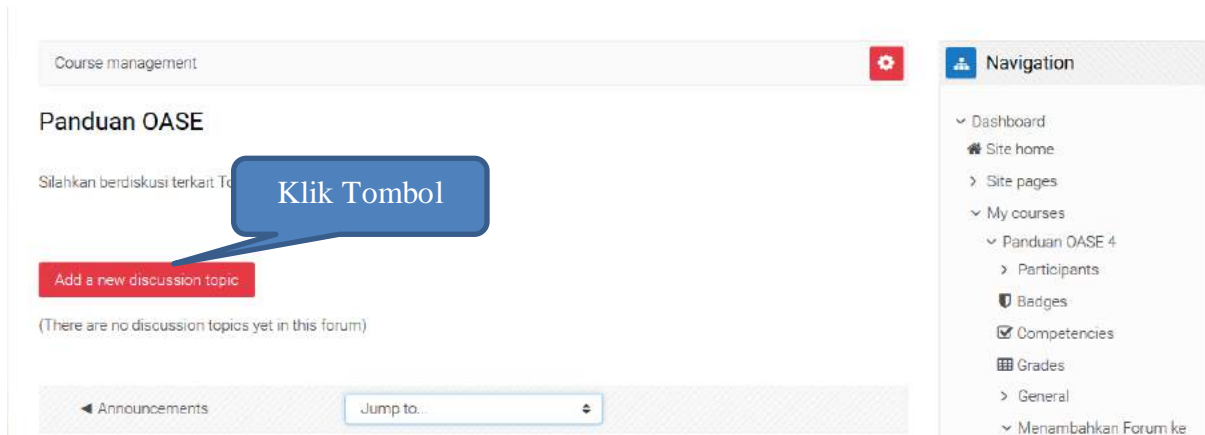 Course management
Panduan OASE
Silahkan berdiskusi terkait
Klik Tombol
Add a new discussion topic
(There are no discussion topics yet in this forum)
◄ Announcements
Jump to...
Navigation
Dashboard
Site home
Site pages
My courses
Panduan OASE 4
Participants
Badges
Competencies
Grades
General
Menambahkan Forum ke